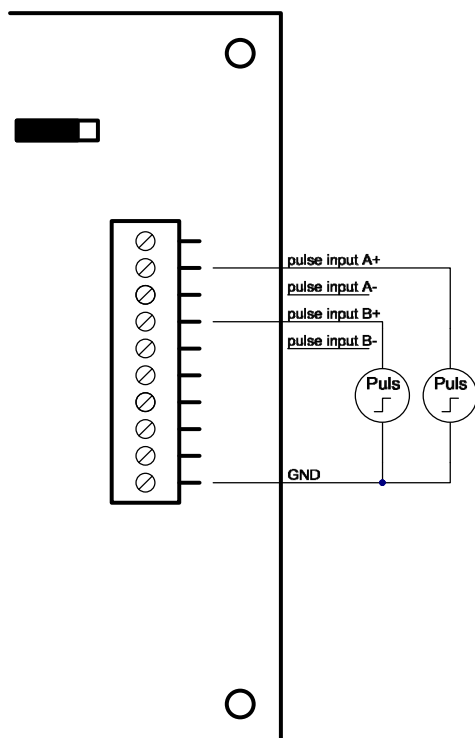 pulse input A+
pulse input A-
pulse input B+
pulse input B-
Puls Puls
GND